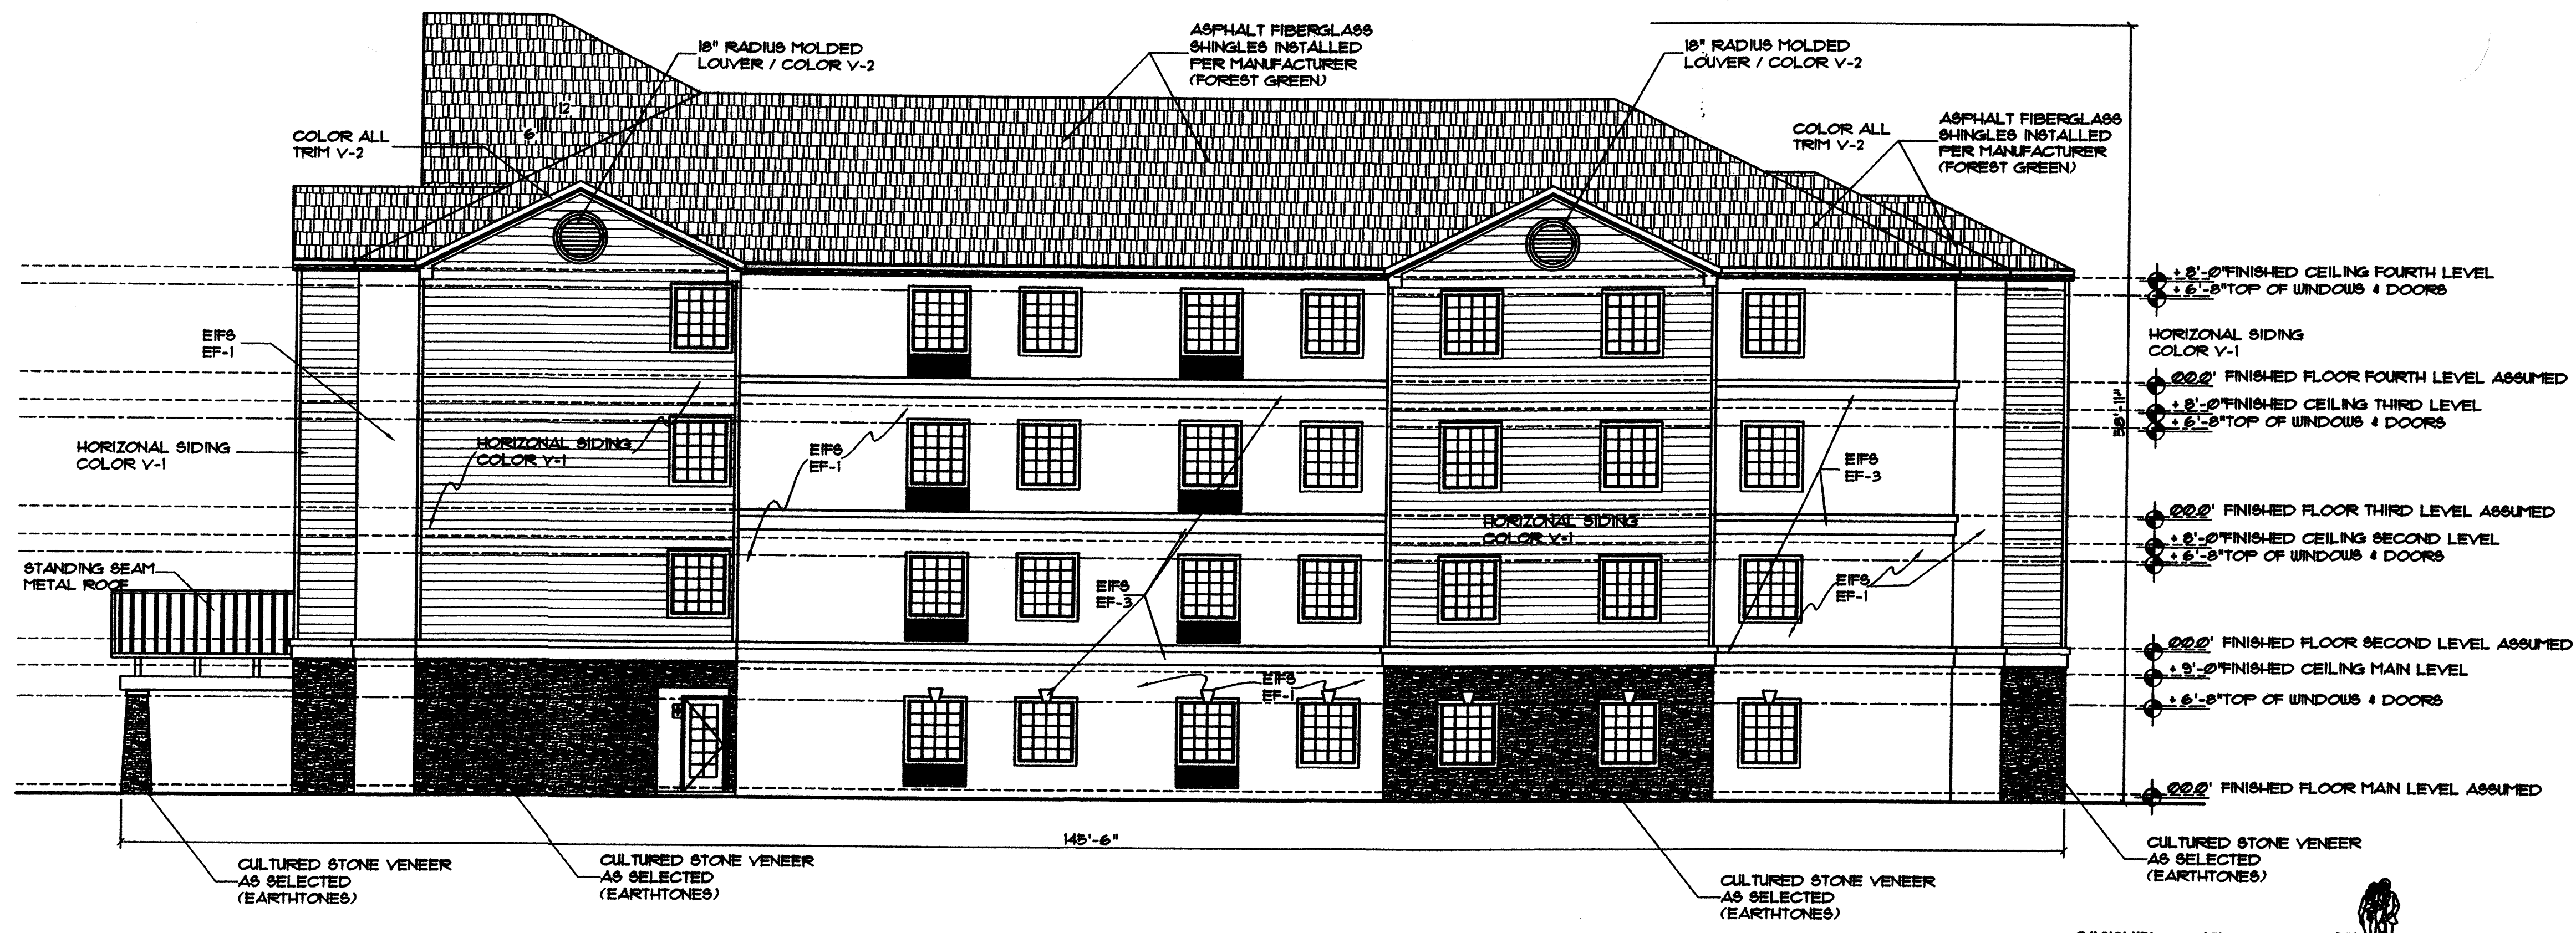 18" RADIUS MOLDED
LOUVER / COLOR V-2
ASPHALT FIBERGLASS
SHINGLES INSTALLED
PER MANUFACTURER
(FOREST GREEN)
18" RADIUS MOLDED
LOUVER / COLOR V-2
12
6
COLOR ALL
TRIM V-2
COLOR ALL
TRIM V-2
ASPHALT FIBERGLASS
SHINGLES INSTALLED
PER MANUFACTURER
(FOREST GREEN)
+ 8'-0" FINISHED CEILING FOURTH LEVEL
+ 6'-8" TOP OF WINDOWS & DOORS
EIFS
EF-1
HORIZONAL SIDING
COLOR V-1
000' FINISHED FLOOR FOURTH LEVEL ASSUMED
+ 8'-0" FINISHED CEILING THIRD LEVEL
+ 6'-8" TOP OF WINDOWS & DOORS
HORIZONAL SIDING
COLOR V-1
HORIZONAL SIDING
COLOR V-1
EIFS
EF-1
EIFS
EF-3
HORIZONAL SIDING
COLOR V-1
000' FINISHED FLOOR THIRD LEVEL ASSUMED
+ 8'-0" FINISHED CEILING SECOND LEVEL
+ 6'-8" TOP OF WINDOWS & DOORS
STANDING SEAM
METAL ROOF
EIFS
EF-3
EIFS
EF-1
000' FINISHED FLOOR SECOND LEVEL ASSUMED
+ 9'-0" FINISHED CEILING MAIN LEVEL
+ 6'-8" TOP OF WINDOWS & DOORS
EIFS
EF-1
000' FINISHED FLOOR MAIN LEVEL ASSUMED
145'-6"
CULTURED STONE VENEER
AS SELECTED
(EARTHTONES)
CULTURED STONE VENEER
AS SELECTED
(EARTHTONES)
CULTURED STONE VENEER
AS SELECTED
(EARTHTONES)
CULTURED STONE VENEER
AS SELECTED
(EARTHTONES)